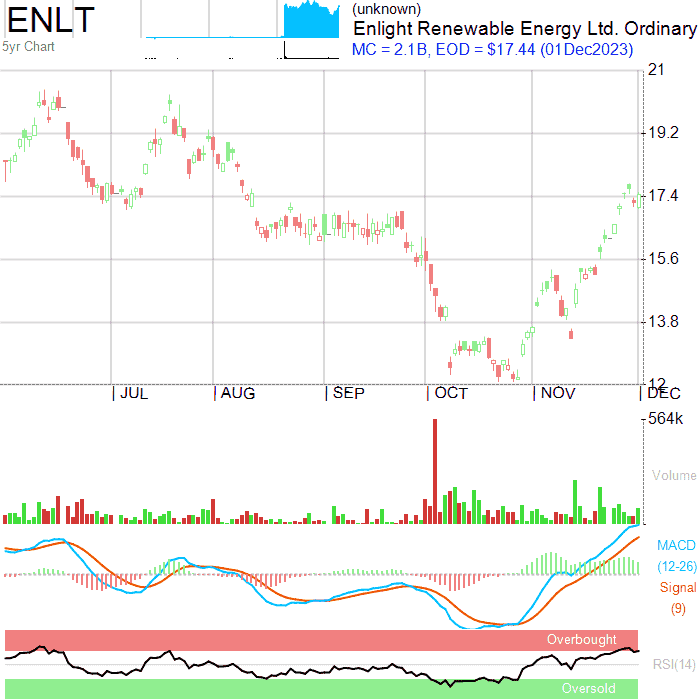 ENLT
5yr Chart
(unknown)
Enlight Renewable Energy Ltd. Ordinary
MC = 2.1B, EOD = $17.44 (01Dec2023)
21
19.2
17.4
15.6
13.8
12
JUL AUG SEP OCT NOV DEC
564k
Volume
MACD
(12-26)
Signal
(9)
Overbought
RSI(14)
Oversold